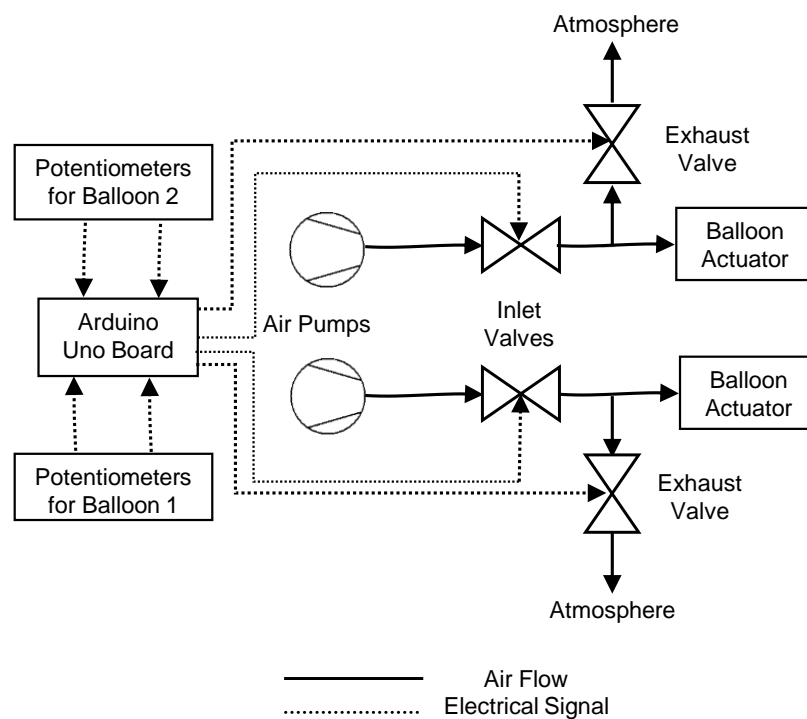 Atmosphere
Exhaust
Valve
Potentiometers
for Balloon 2
Balloon
Actuator
Arduino
Uno Board
Air Pumps
Inlet
Valves
Balloon
Actuator
Potentiometers
for Balloon 1
Exhaust
Valve
Atmosphere
Air Flow
Electrical Signal